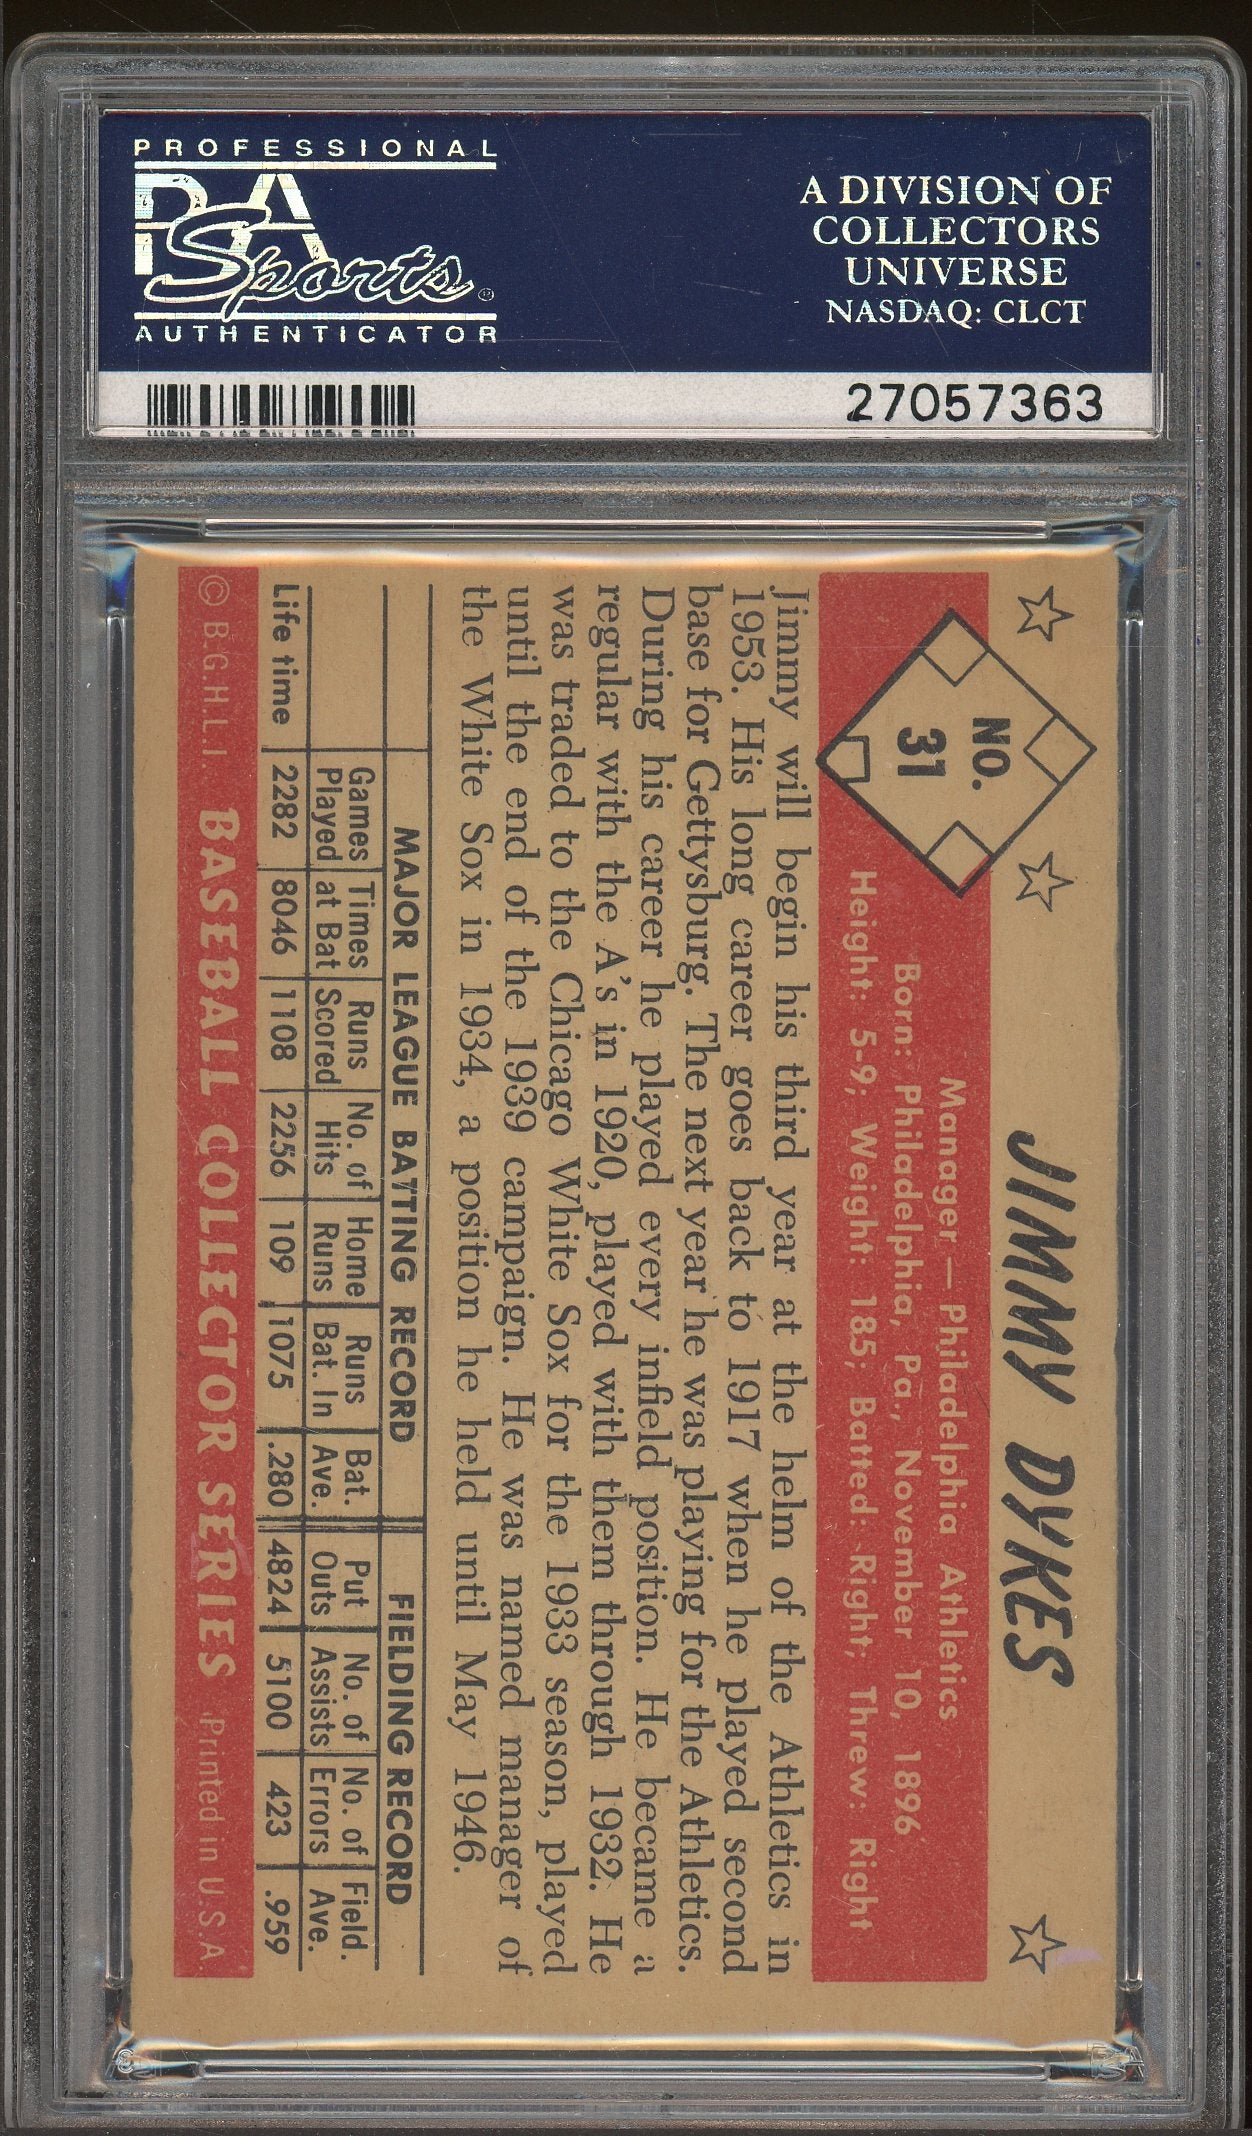 PROFESSIONAL
PSA
Sports
AUTHENTICATOR
A DIVISION OF
COLLECTORS
UNIVERSE
NASDAQ: CLCT
27057363
JIMMY DYKES
NO.
31
Manager — Philadelphia Athletics
Born: Philadelphia, Pa., November 10, 1896
Height: 5-9; Weight: 185; Batted: Right; Threw: Right
Jimmy will begin his third year at the helm of the Athletics in
1953. His long career goes back to 1917 when he played second
base for Gettysburg. The next year he was playing for the Athletics.
During his career he played every infield position. He became a
regular with the A's in 1920, played with them through 1932. He
was traded to the Chicago White Sox for the 1933 season, played
until the end of the 1939 campaign. He was named manager of
the White Sox in 1934, a position he held until May 1946.
MAJOR LEAGUE BATTING RECORD FIELDING RECORD
Games Times Runs No. of Home Runs Bat. Put No. of No. of Field.
Played at Bat Scored Hits Runs Bat. In Ave. Outs Assists Errors Ave.
Life time 2282 8046 1108 2256 109 1075 .280 4824 5100 423 .959
© B.G.H.L.I. BASEBALL COLLECTOR SERIES Printed in U.S.A.